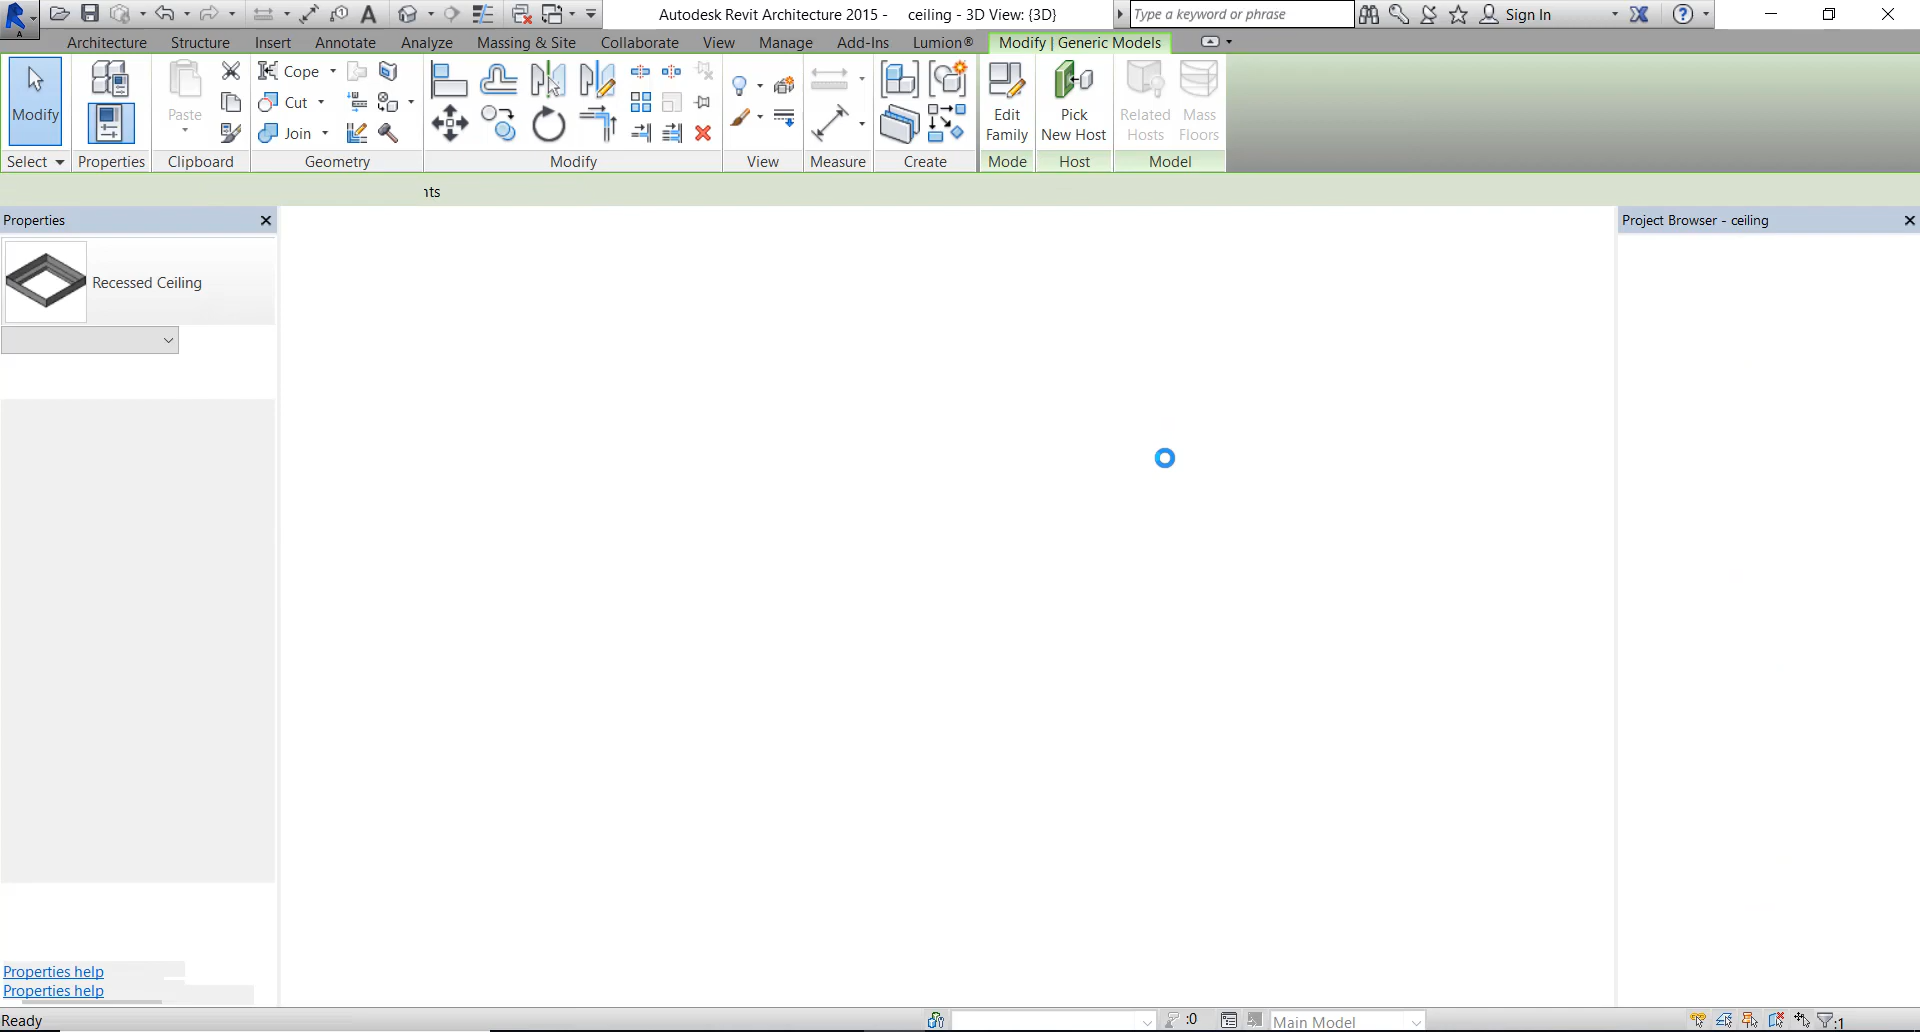 Autodesk Revit Architecture 2015 - ceiling - 3D View: {3D}
Type a keyword or phrase
Sign In
Architecture Structure Insert Annotate Analyze Massing & Site Collaborate View Manage Add-Ins Lumion® Modify | Generic Models
Modify
Paste
Cope
Cut
Join
Edit Family
Pick New Host
Related Hosts
Mass Floors
Select Properties Clipboard Geometry Modify View Measure Create Mode Host Model
nts
Properties
Project Browser - ceiling
Recessed Ceiling
Properties help
Properties help
Ready
:0
Main Model
:1